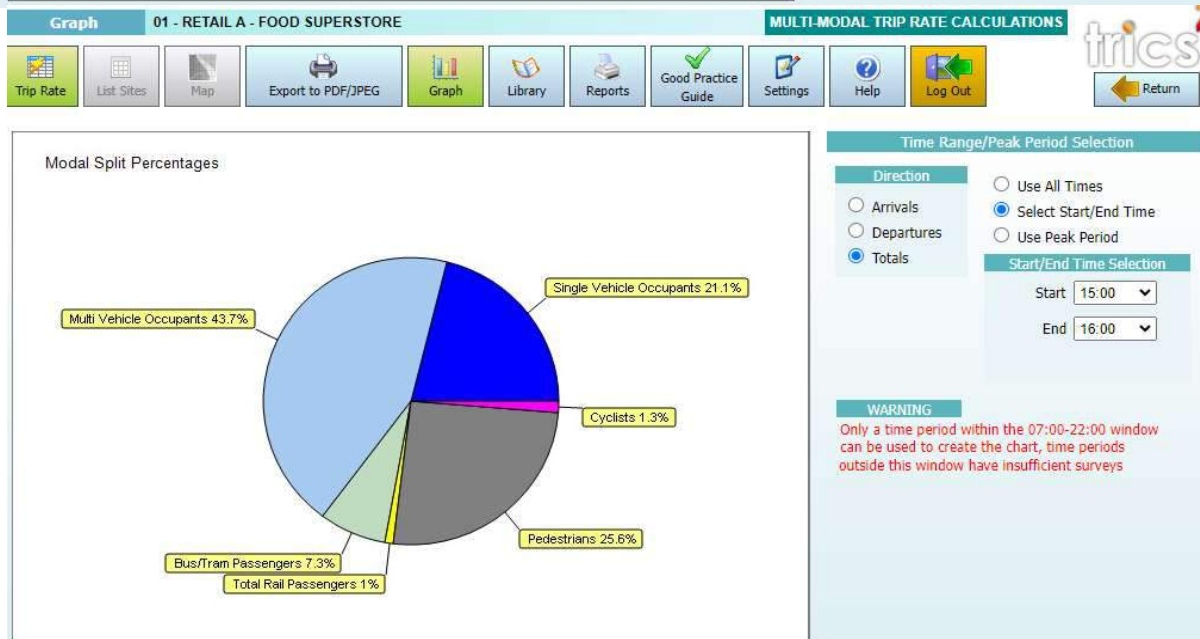 Graph
01 - RETAIL A - FOOD SUPERSTORE
MULTI-MODAL TRIP RATE CALCULATIONS
trics
Trip Rate
List Sites
Map
Export to PDF/JPEG
Graph
Library
Reports
Good Practice
Guide
Settings
Help
Log Out
Return
Modal Split Percentages
Single Vehicle Occupants 21.1%
Multi Vehicle Occupants 43.7%
Cyclists 1.3%
Pedestrians 25.6%
Bus/Tram Passengers 7.3%
Total Rail Passengers 1%
Time Range/Peak Period Selection
Direction
Arrivals
Departures
Totals
Use All Times
Select Start/End Time
Use Peak Period
Start/End Time Selection
Start 15:00
End 16:00
WARNING
Only a time period within the 07:00-22:00 window
can be used to create the chart, time periods
outside this window have insufficient surveys